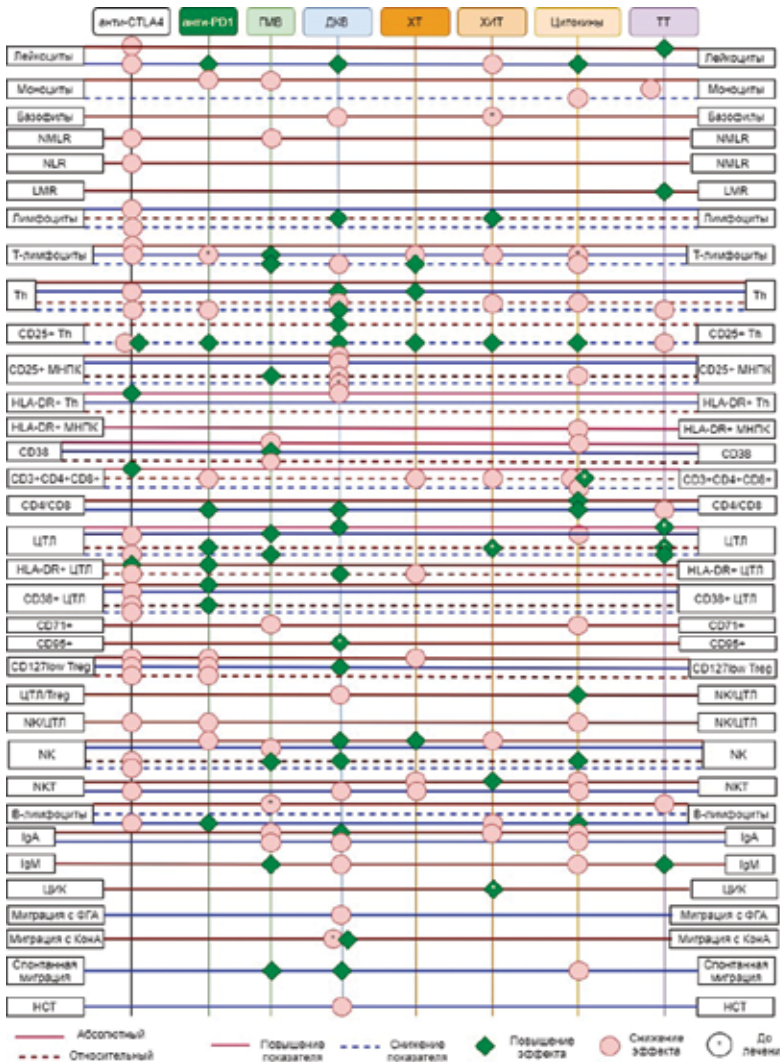 анти-CTLA4 анти-PD1 ПИВ ДКВ ХТ ХИТ Цитокины ТТ
Лейкоциты Лейкоциты
Моноциты Моноциты
Базофилы Базофилы
NMLR NMLR
NLR NMLR
LMR LMR
Лимфоциты Лимфоциты
Т-лимфоциты Т-лимфоциты
Th Th
CD25+ Th CD25+ Th
CD25+ МНПК CD25+ МНПК
HLA-DR+ Th HLA-DR+ Th
HLA-DR+ МНПК HLA-DR+ МНПК
CD38 CD38
CD3+CD4+CD8+ CD3+CD4+CD8+
CD4/CD8 CD4/CD8
ЦТЛ ЦТЛ
HLA-DR+ ЦТЛ HLA-DR+ ЦТЛ
CD38+ ЦТЛ CD38+ ЦТЛ
CD71+ CD71+
CD95+ CD95+
CD127low Treg CD127low Treg
ЦТЛ/Treg NK/ЦТЛ
NK/ЦТЛ NK/ЦТЛ
NK NK
NKT NKT
В-лимфоциты В-лимфоциты
IgA IgA
IgM IgM
ЦИК ЦИК
Миграция с ФГА Миграция с ФГА
Миграция с КонА Миграция с КонА
Спонтанная Спонтанная
миграция миграция
НСТ НСТ
Абсолютный Повышение Снижение Повышение Снижение До
Относительный показателя показателя эффекта эффекта лечения